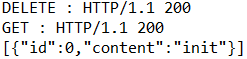 DELETE : HTTP/1.1 200
GET : HTTP/1.1 200
[{"id":0,"content":"init"}]